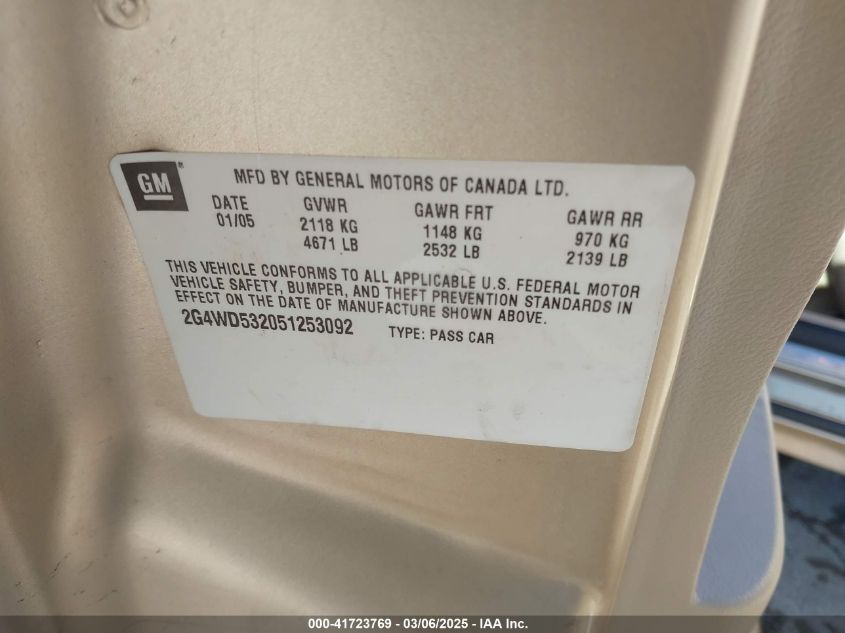 GM® MFD BY GENERAL MOTORS OF CANADA LTD.
DATE GVWR GAWR FRT GAWR RR
01/05 2118 KG 1148 KG 970 KG
4671 LB 2532 LB 2139 LB
THIS VEHICLE CONFORMS TO ALL APPLICABLE U.S. FEDERAL MOTOR
VEHICLE SAFETY, BUMPER, AND THEFT PREVENTION STANDARDS IN
EFFECT ON THE DATE OF MANUFACTURE SHOWN ABOVE.
2G4WD532051253092 TYPE: PASS CAR
000-41723769 - 03/06/2025 - IAA Inc.